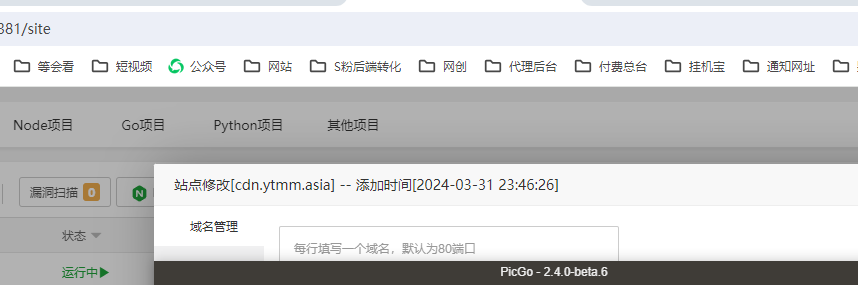 381/site
等会看 短视频 公众号 网站 S粉后端转化 网创 代理后台 付费总台 挂机宝 通知网址
Node项目 Go项目 Python项目 其他项目
漏洞扫描 0
站点修改[cdn.ytmm.asia] -- 添加时间[2024-03-31 23:46:26]
域名管理
状态
每行填写一个域名，默认为80端口
运行中
PicGo - 2.4.0-beta.6